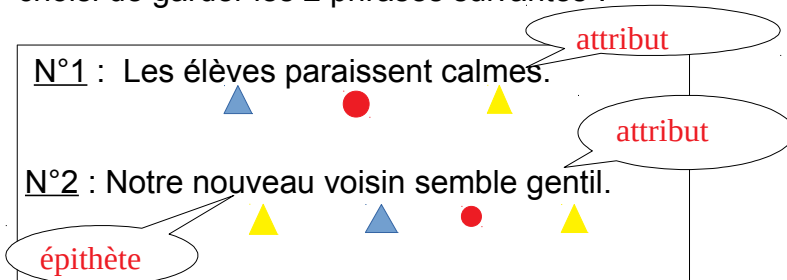 choisi de garder les 2 phrases suivantes :
attribut
N°1 : Les élèves paraissent calmes.
attribut
N°2 : Notre nouveau voisin semble gentil.
épithète